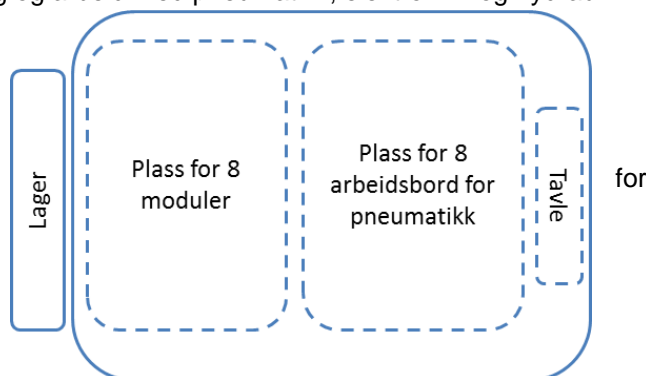 Lager
Plass for 8
moduler
Plass for 8
arbeidsbord for
pneumatikk
Tavle
for